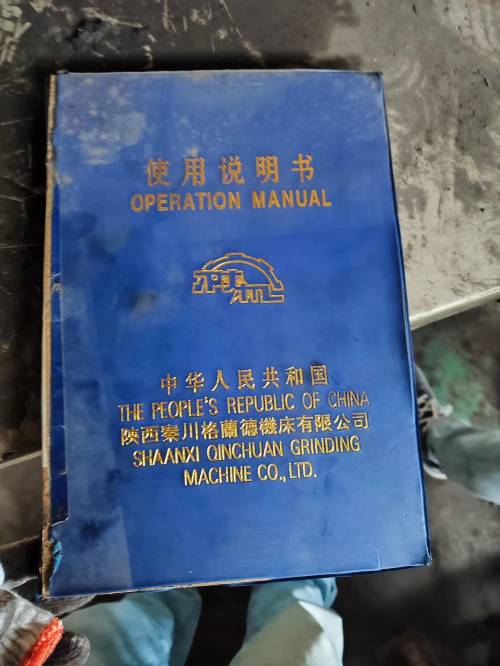 使用说明书
OPERATION MANUAL
中华人民共和国
THE PEOPLE'S REPUBLIC OF CHINA
陝西秦川格蘭德機床有限公司
SHAANXI QINCHUAN GRINDING
MACHINE CO., LTD.